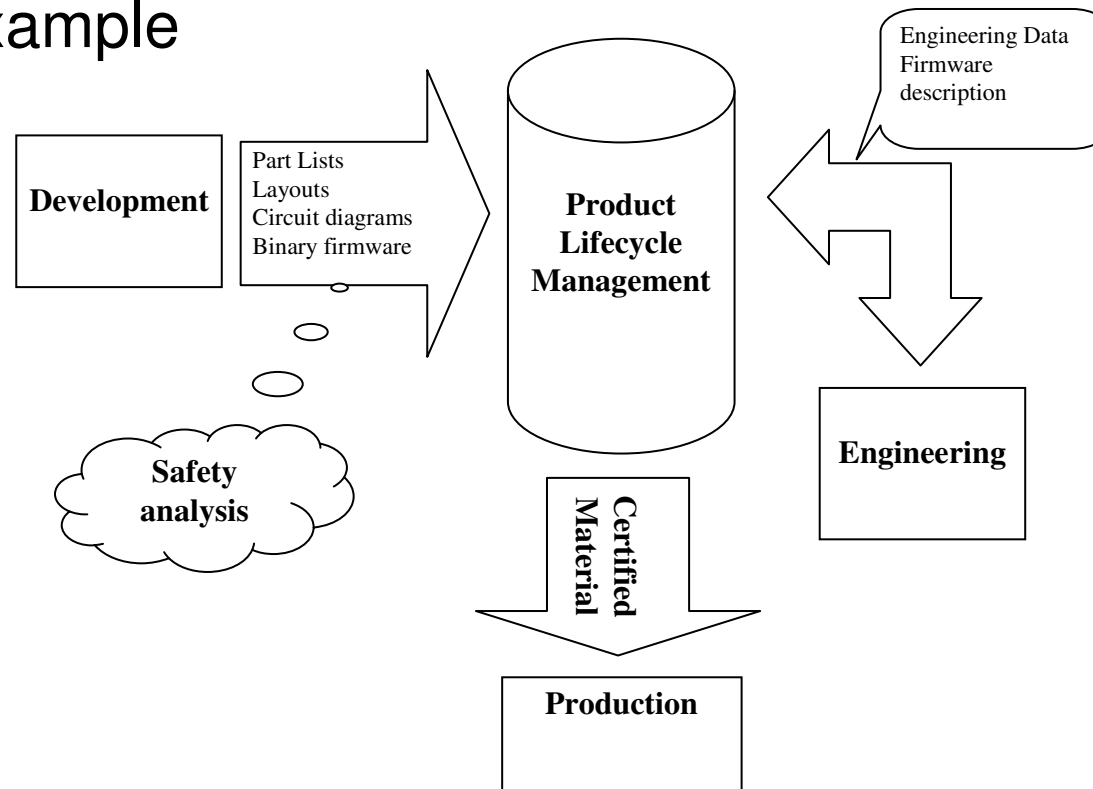 xample
Engineering Data
Firmware
description
Part Lists
Layouts
Circuit diagrams
Binary firmware
Development
Product
Lifecycle
Management
Safety
analysis
Engineering
Certified
Material
Production